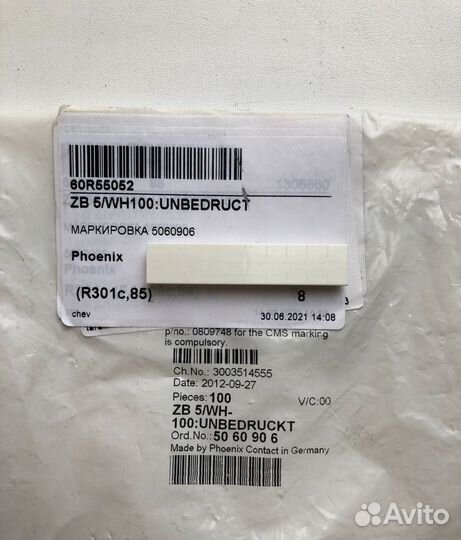 60R55052
1306660
ZB 5/WH100:UNBEDRUCT
МАРКИРОВКА 5060906
Phoenix
Phoenix
(R301c,85)
8
3
chev
30.06.2021 14:08
p/no.: 0809748 for the CMS marking
is compulsory.
Ch.No.: 3003514555
Date: 2012-09-27
Pieces: 100
V/C:00
ZB 5/WH-
100:UNBEDRUCKT
Ord.No.: 50 60 90 6
Made by Phoenix Contact in Germany
Avito